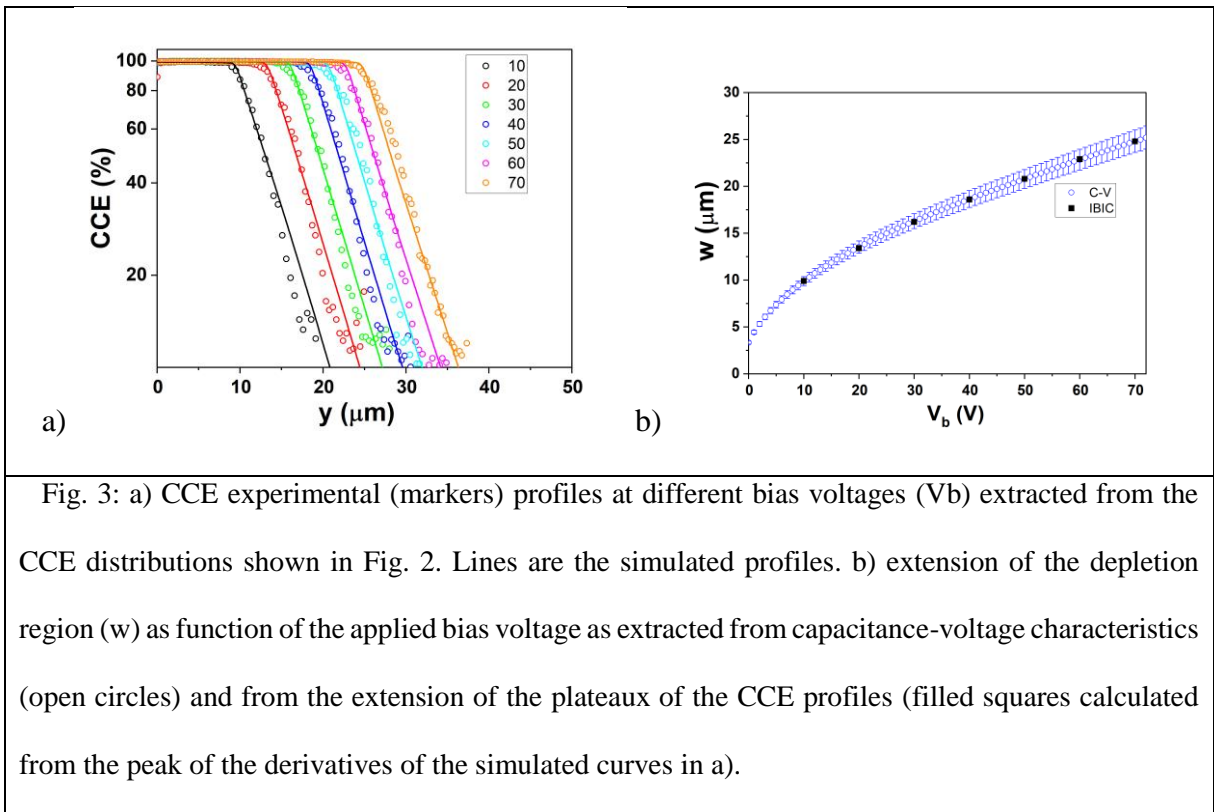 100
80
60
40
20
CCE (%)
10
20
30
40
50
60
70
0 10 20 30 40 50
y (μm)
a)
30
25
20
15
10
5
0
w (μm)
C-V
IBIC
0 10 20 30 40 50 60 70
V_b (V)
b)
Fig. 3: a) CCE experimental (markers) profiles at different bias voltages (Vb) extracted from the
CCE distributions shown in Fig. 2. Lines are the simulated profiles. b) extension of the depletion
region (w) as function of the applied bias voltage as extracted from capacitance-voltage characteristics
(open circles) and from the extension of the plateaux of the CCE profiles (filled squares calculated
from the peak of the derivatives of the simulated curves in a).